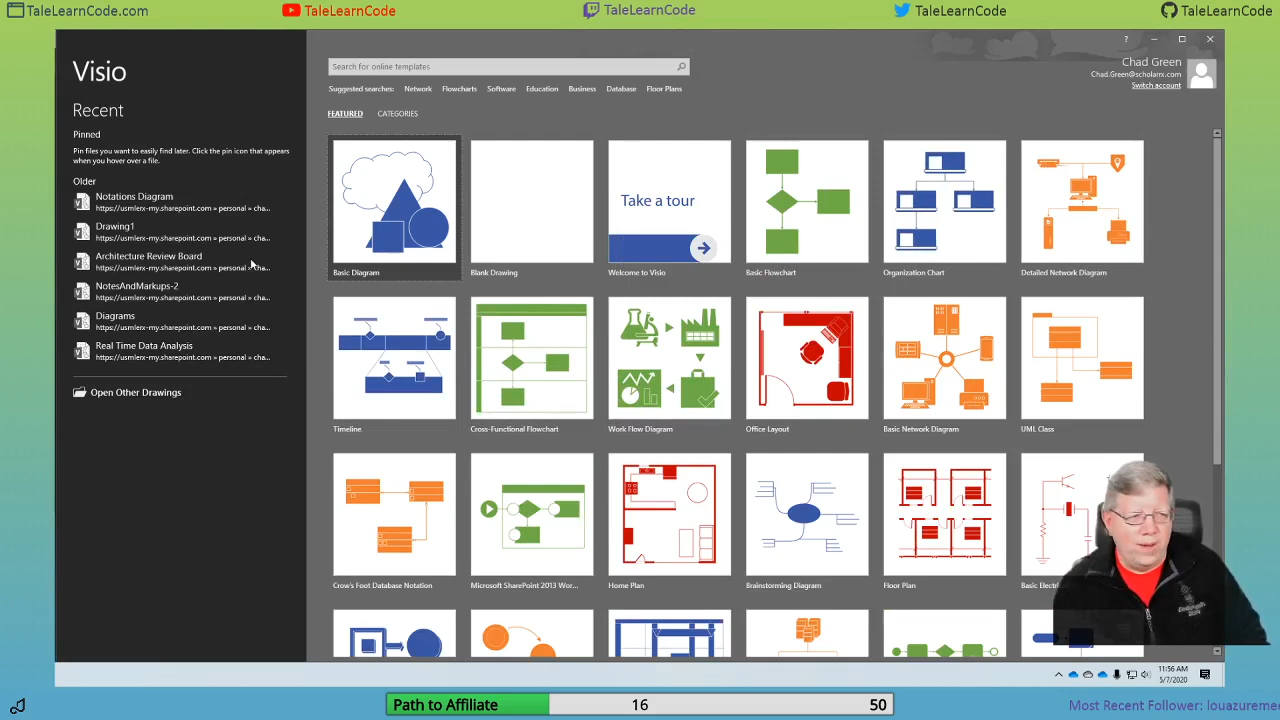 TaleLearnCode.com
TaleLearnCode
TaleLearnCode
TaleLearnCode
TaleLearnCode
Visio
Recent
Pinned
Pin files you want to easily find later. Click the pin icon that appears
when you hover over a file.
Older
Notations Diagram
https://usmlerx-my.sharepoint.com » personal » cha...
Drawing1
https://usmlerx-my.sharepoint.com » personal » cha...
Architecture Review Board
https://usmlerx-my.sharepoint.com » personal » cha...
NotesAndMarkups-2
https://usmlerx-my.sharepoint.com » personal » cha...
Diagrams
https://usmlerx-my.sharepoint.com » personal » cha...
Real Time Data Analysis
https://usmlerx-my.sharepoint.com » personal » cha...
Open Other Drawings
Search for online templates
Suggested searches: Network Flowcharts Software Education Business Database Floor Plans
FEATURED CATEGORIES
Chad Green
Chad.Green@scholarx.com
Switch account
Take a tour
Basic Diagram
Blank Drawing
Welcome to Visio
Basic Flowchart
Organization Chart
Detailed Network Diagram
Timeline
Cross-Functional Flowchart
Work Flow Diagram
Office Layout
Basic Network Diagram
UML Class
Crow's Foot Database Notation
Microsoft SharePoint 2013 Wor...
Home Plan
Brainstorming Diagram
Floor Plan
Basic Electri
11:56 AM
5/7/2020
Path to Affiliate 16 50
Most Recent Follower: louazureme